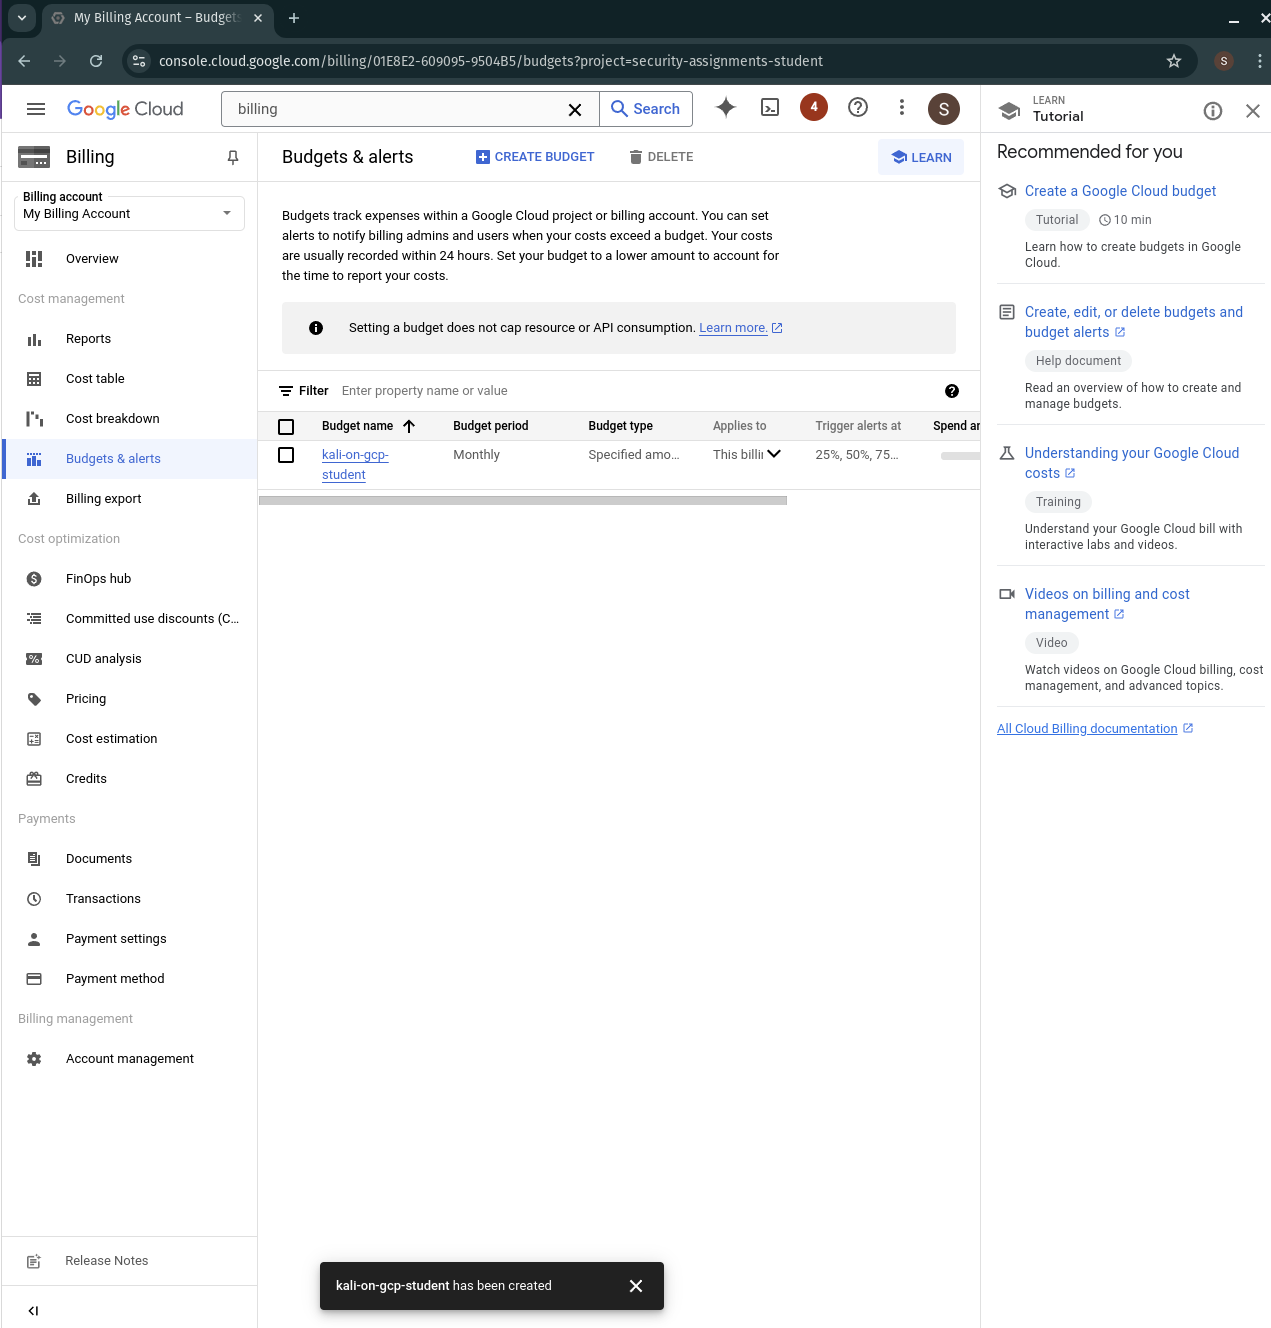 My Billing Account – Budgets
console.cloud.google.com/billing/01E8E2-609095-9504B5/budgets?project=security-assignments-student
S
Google Cloud
billing
Search
4
S
LEARN
Tutorial
Billing
Billing account
My Billing Account
Overview
Cost management
Reports
Cost table
Cost breakdown
Budgets & alerts
Billing export
Cost optimization
FinOps hub
Committed use discounts (C...
CUD analysis
Pricing
Cost estimation
Credits
Payments
Documents
Transactions
Payment settings
Payment method
Billing management
Account management
Release Notes
Budgets & alerts
CREATE BUDGET
DELETE
LEARN
Budgets track expenses within a Google Cloud project or billing account. You can set
alerts to notify billing admins and users when your costs exceed a budget. Your costs
are usually recorded within 24 hours. Set your budget to a lower amount to account for
the time to report your costs.
Setting a budget does not cap resource or API consumption. Learn more.
Filter Enter property name or value
Budget name Budget period Budget type Applies to Trigger alerts at Spend
kali-on-gcp- Monthly Specified amo... This 25%, 50%, 75...
student
kali-on-gcp-student has been created
Recommended for you
Create a Google Cloud budget
Tutorial 10 min
Learn how to create budgets in Google
Cloud.
Create, edit, or delete budgets and
budget alerts
Help document
Read an overview of how to create and
manage budgets.
Understanding your Google Cloud
costs
Training
Understand your Google Cloud bill with
interactive labs and videos.
Videos on billing and cost
management
Video
Watch videos on Google Cloud billing, cost
management, and advanced topics.
All Cloud Billing documentation